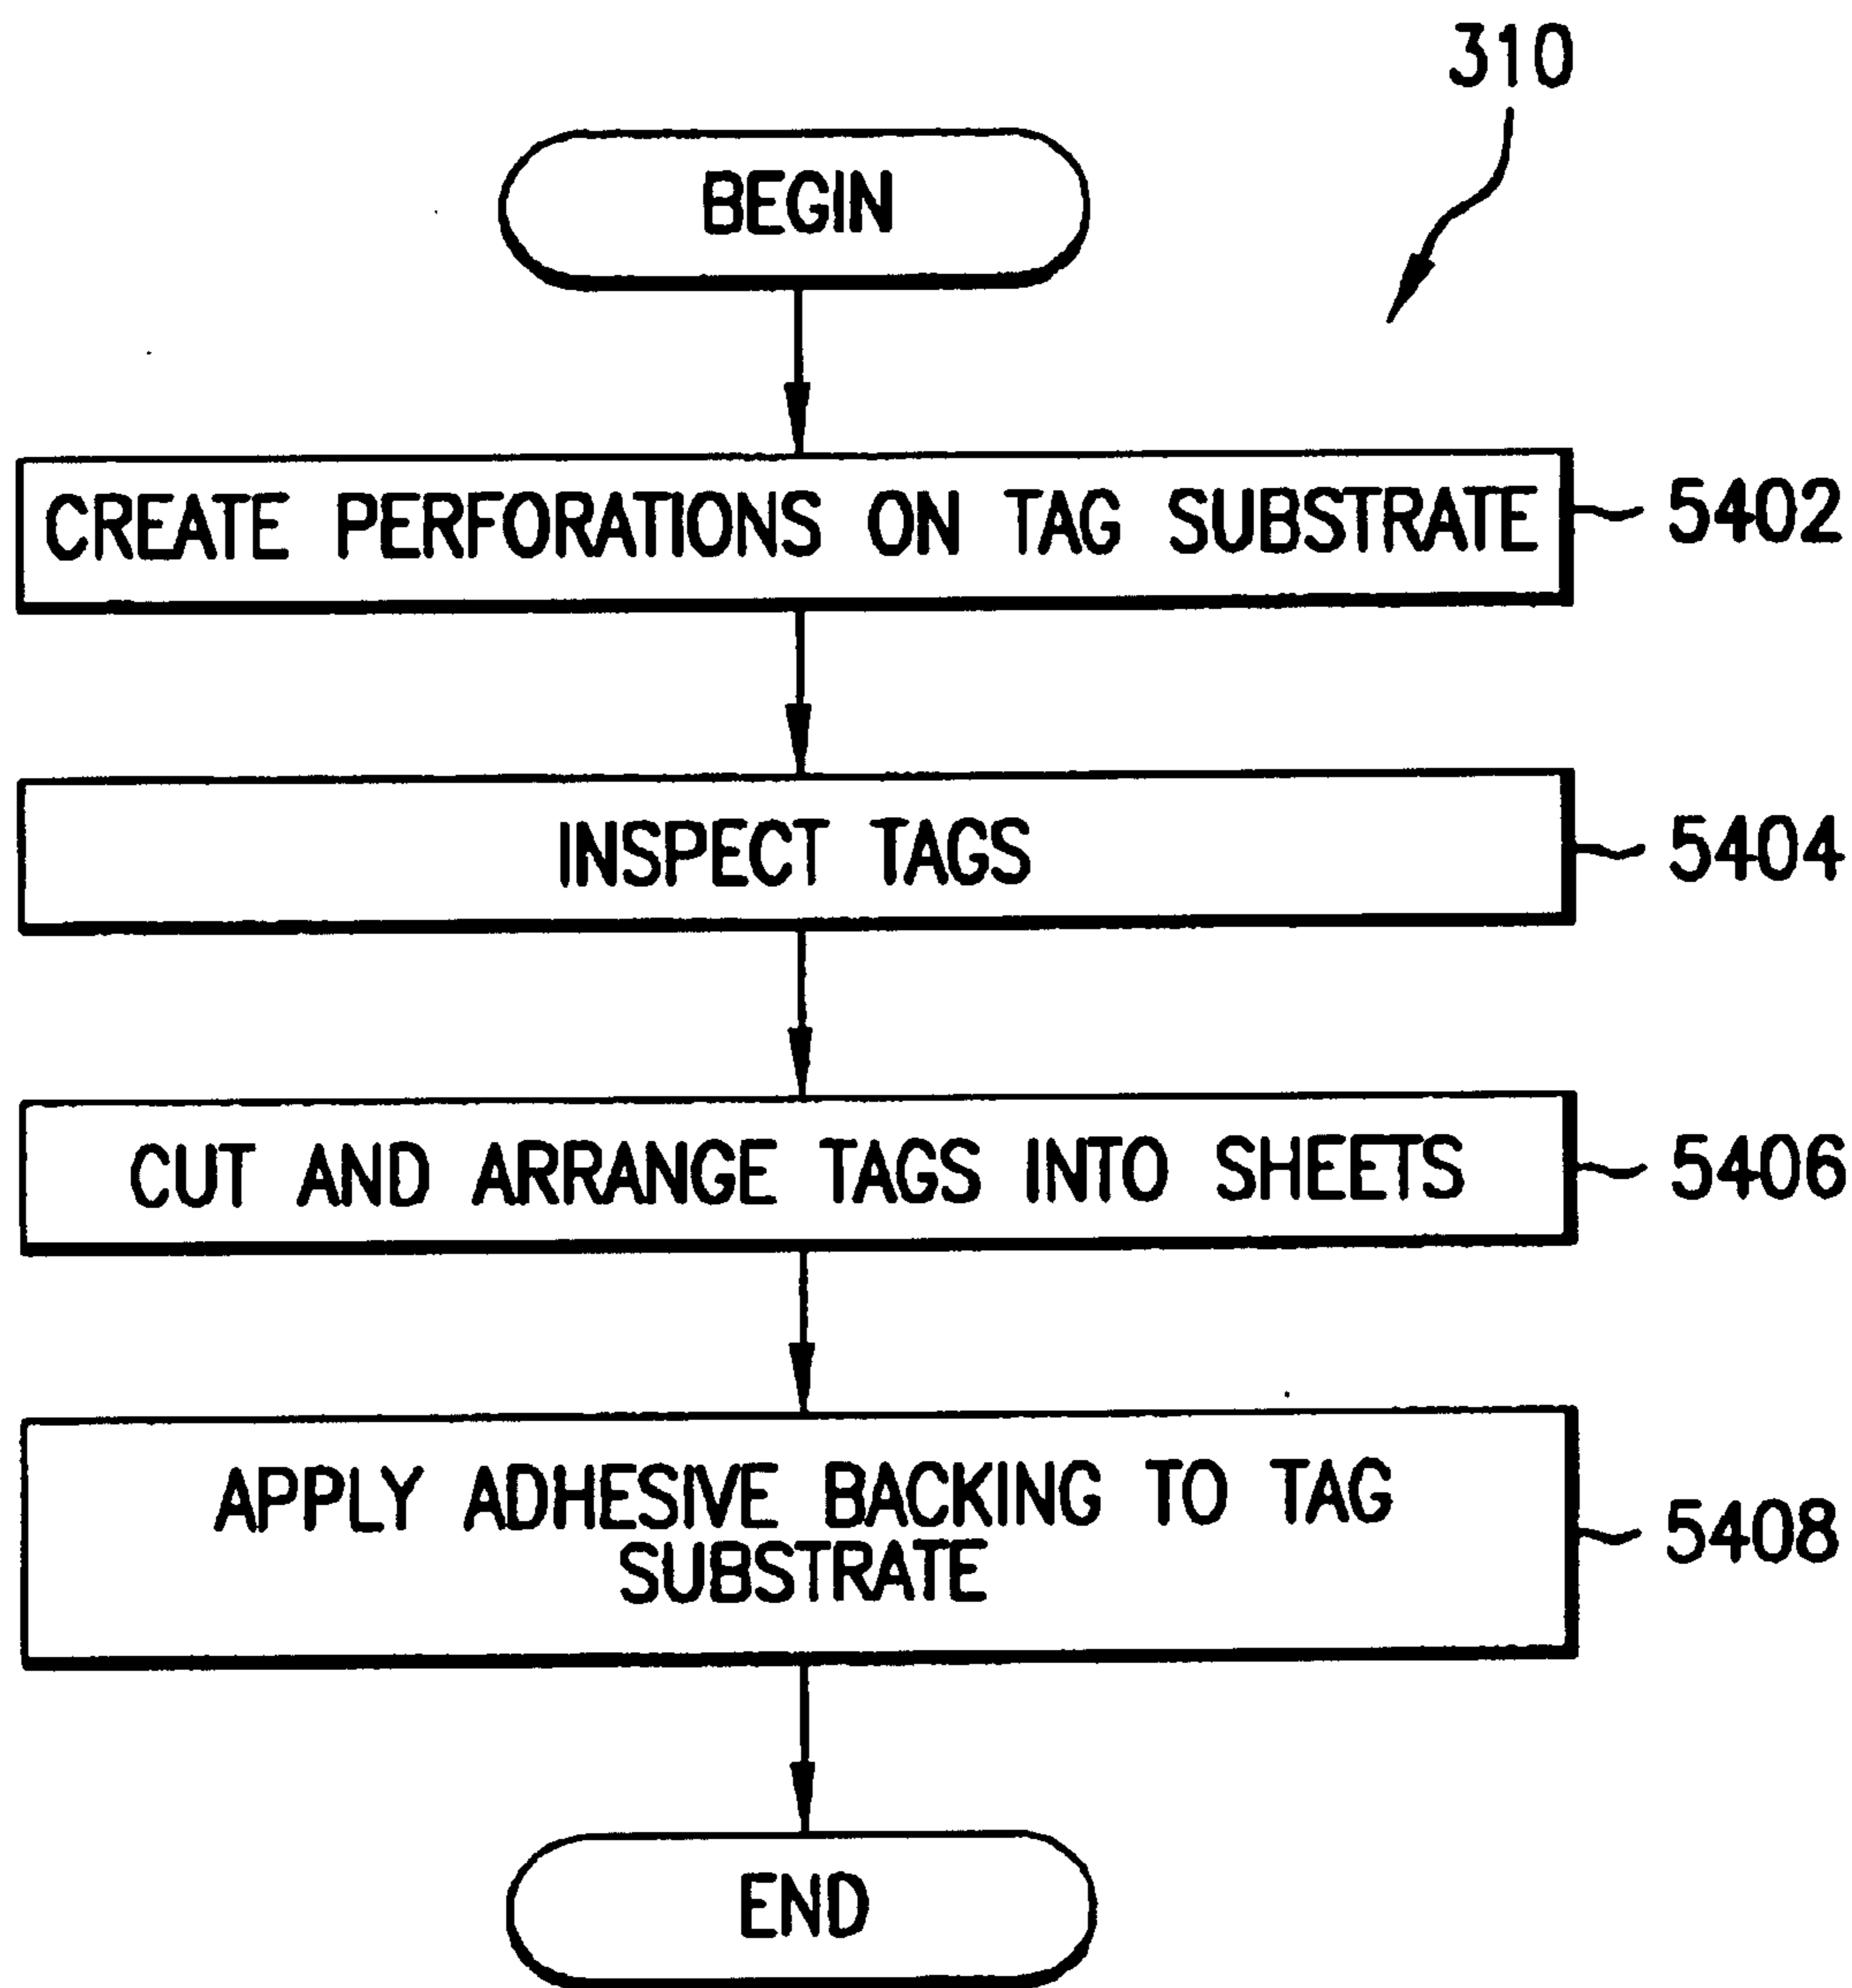 310
BEGIN
CREATE PERFORATIONS ON TAG SUBSTRATE
5402
INSPECT TAGS
5404
CUT AND ARRANGE TAGS INTO SHEETS
5406
APPLY ADHESIVE BACKING TO TAG
SUBSTRATE
5408
END